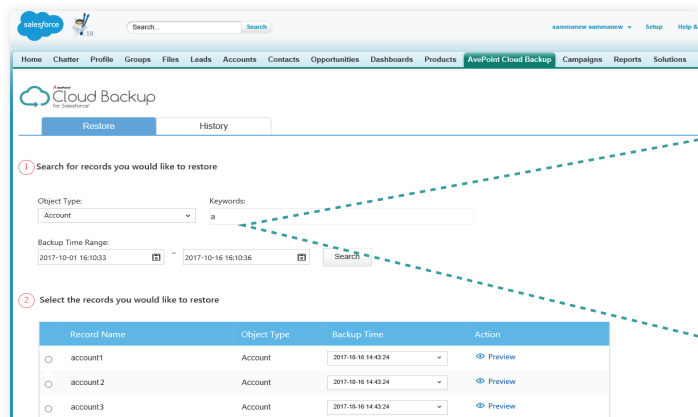 salesforce
18
Search...
Search
sammanew sammanew
Setup
Help &
Home Chatter Profile Groups Files Leads Accounts Contacts Opportunities Dashboards Products AvePoint Cloud Backup Campaigns Reports Solutions
AvePoint
Cloud Backup
for Salesforce
Restore
History
1 Search for records you would like to restore
Object Type: Keywords:
Account a
Backup Time Range:
2017-10-01 16:10:33 – 2017-10-16 16:10:36 Search
2 Select the records you would like to restore
Record Name Object Type Backup Time Action
account1 Account 2017-10-16 14:43:24 Preview
account2 Account 2017-10-16 14:43:24 Preview
account3 Account 2017-10-16 14:43:24 Preview